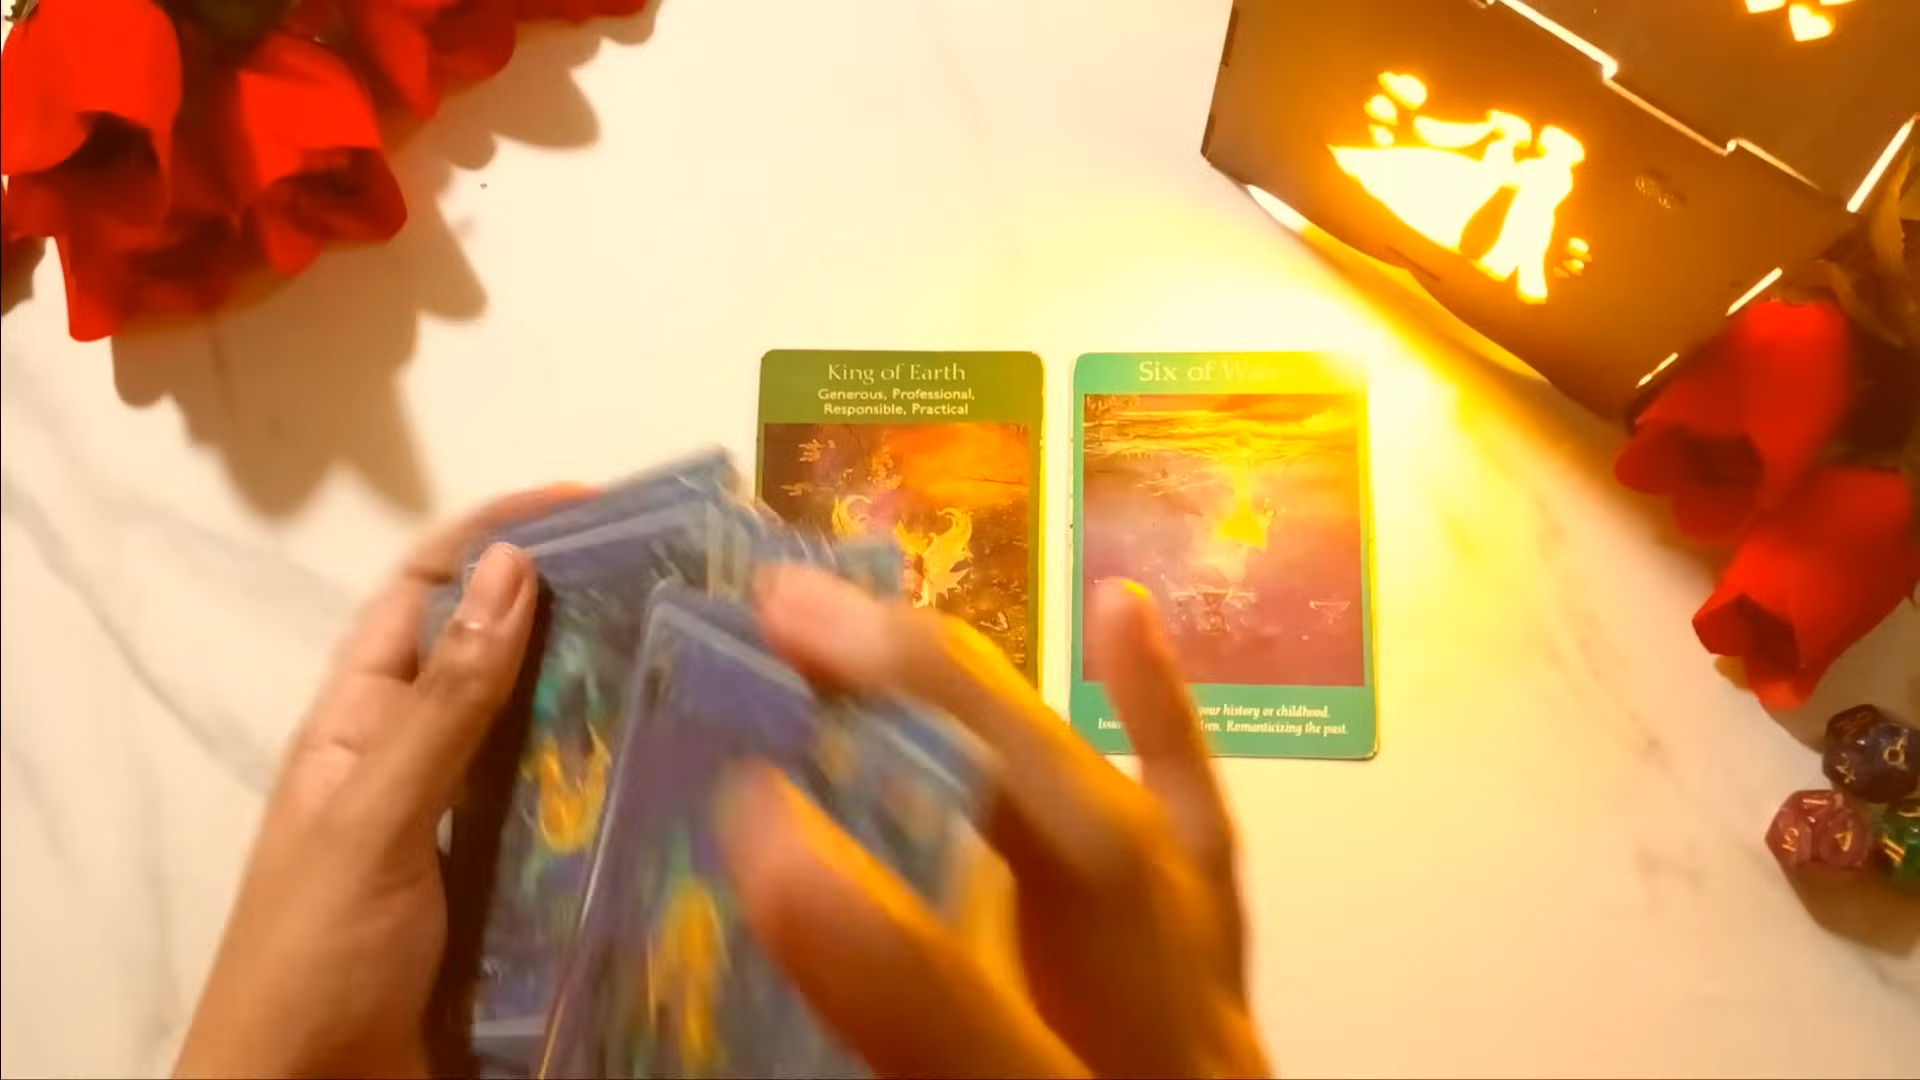 King of Earth
Generous, Professional,
Responsible, Practical
Six of
your history or childhood.
Romanticizing the past.